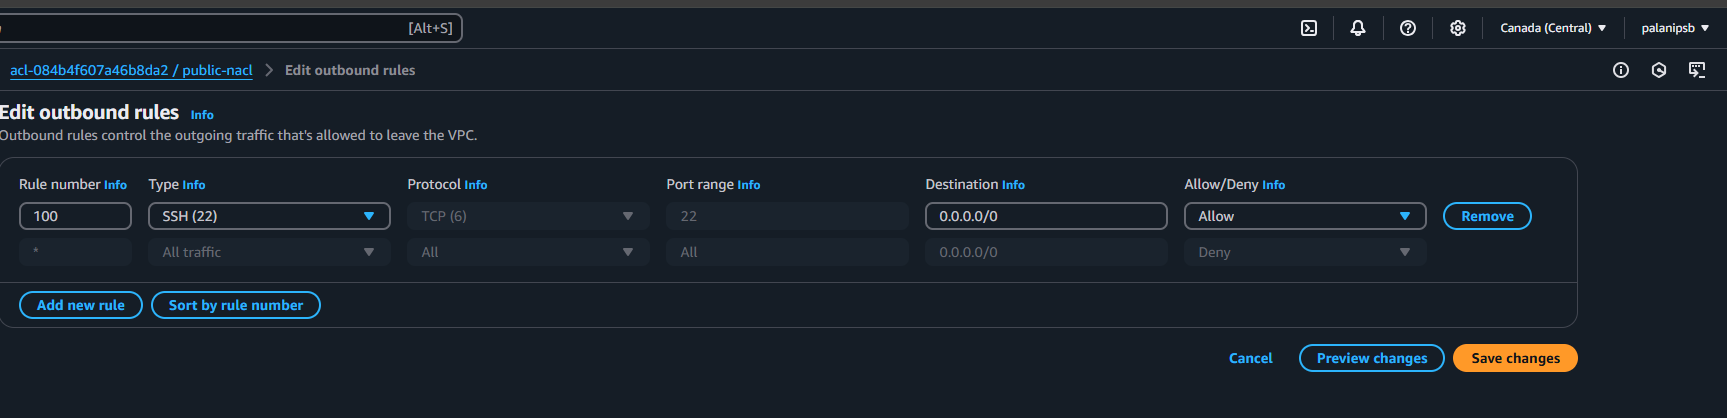 [Alt+S] Canada (Central) palanipsb
acl-084b4f607a46b8da2 / public-nacl Edit outbound rules
Edit outbound rules Info
Outbound rules control the outgoing traffic that's allowed to leave the VPC.
Rule number Info Type Info Protocol Info Port range Info Destination Info Allow/Deny Info
100 SSH (22) TCP (6) 22 0.0.0.0/0 Allow Remove
* All traffic All All 0.0.0.0/0 Deny
Add new rule Sort by rule number
Cancel Preview changes Save changes